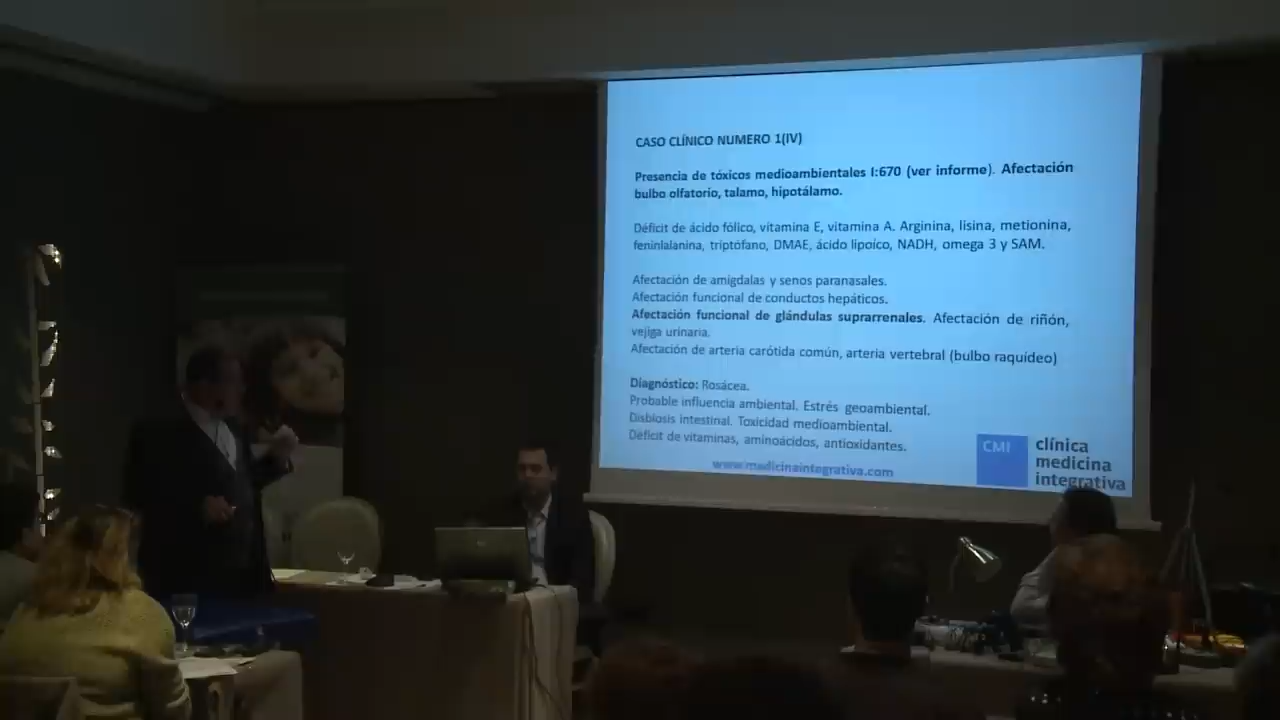 CASO CLÍNICO NUMERO 1(IV)
Presencia de tóxicos medioambientales I:670 (ver informe). Afectación
bulbo olfatorio, talamo, hipotálamo.
Déficit de ácido fólico, vitamina E, vitamina A. Arginina, lisina, metionina,
feninlalanina, triptófano, DMAE, ácido lipoíco, NADH, omega 3 y SAM.
Afectación de amígdalas y senos paranasales.
Afectación funcional de conductos hepáticos.
Afectación funcional de glándulas suprarrenales. Afectación de riñón,
vejiga urinaria.
Afectación de arteria carótida común, arteria vertebral (bulbo raquídeo)
Diagnóstico: Rosácea.
Probable influencia ambiental. Estrés geoambiental.
Disbiosis intestinal. Toxicidad medioambiental.
Déficit de vitaminas, aminoácidos, antioxidantes.
www.medicinaintegrativa.com
CMI
clínica
medicina
integrativa